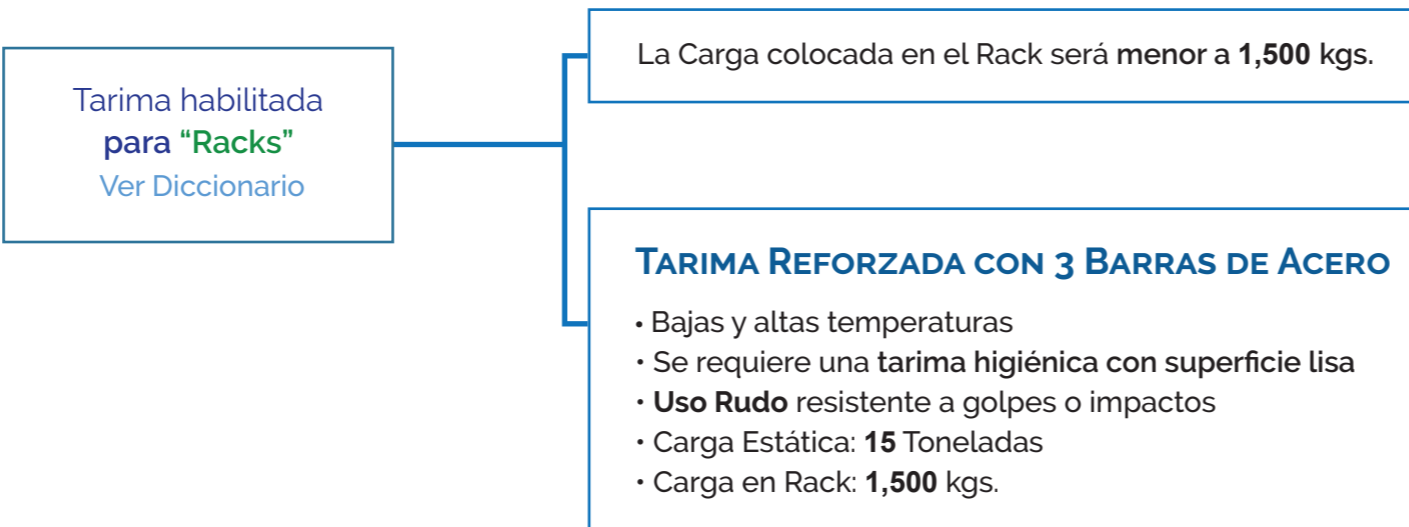 Tarima habilitada
para “Racks”
Ver Diccionario
La Carga colocada en el Rack será menor a 1,500 kgs.
Tarima Reforzada con 3 Barras de Acero
• Bajas y altas temperaturas
• Se requiere una tarima higiénica con superficie lisa
• Uso Rudo resistente a golpes o impactos
• Carga Estática: 15 Toneladas
• Carga en Rack: 1,500 kgs.